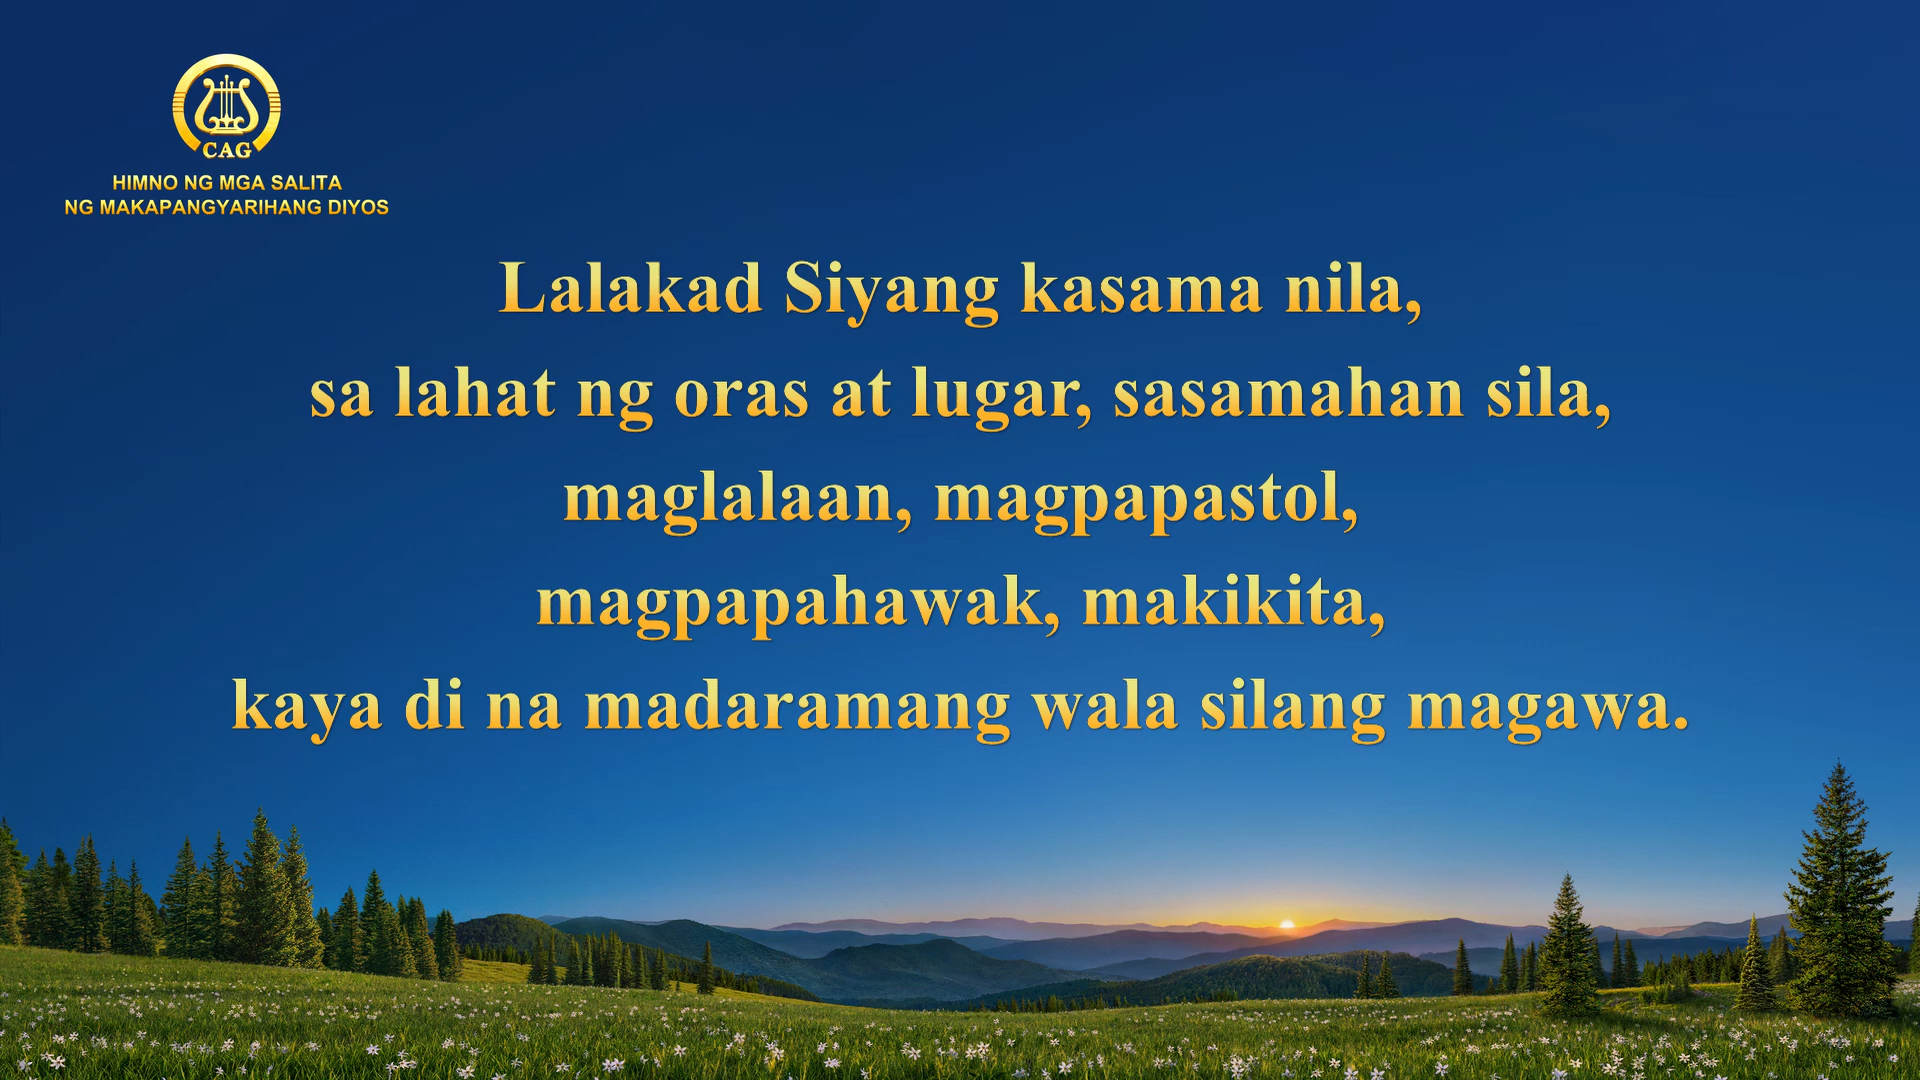 CAG
HIMNO NG MGA SALITA
NG MAKAPANGYARIHANG DIYOS
Lalakad Siyang kasama nila,
sa lahat ng oras at lugar, sasamahan sila,
maglalaan, magpapastol,
magpapahawak, makikita,
kaya di na madaramang wala silang magawa.